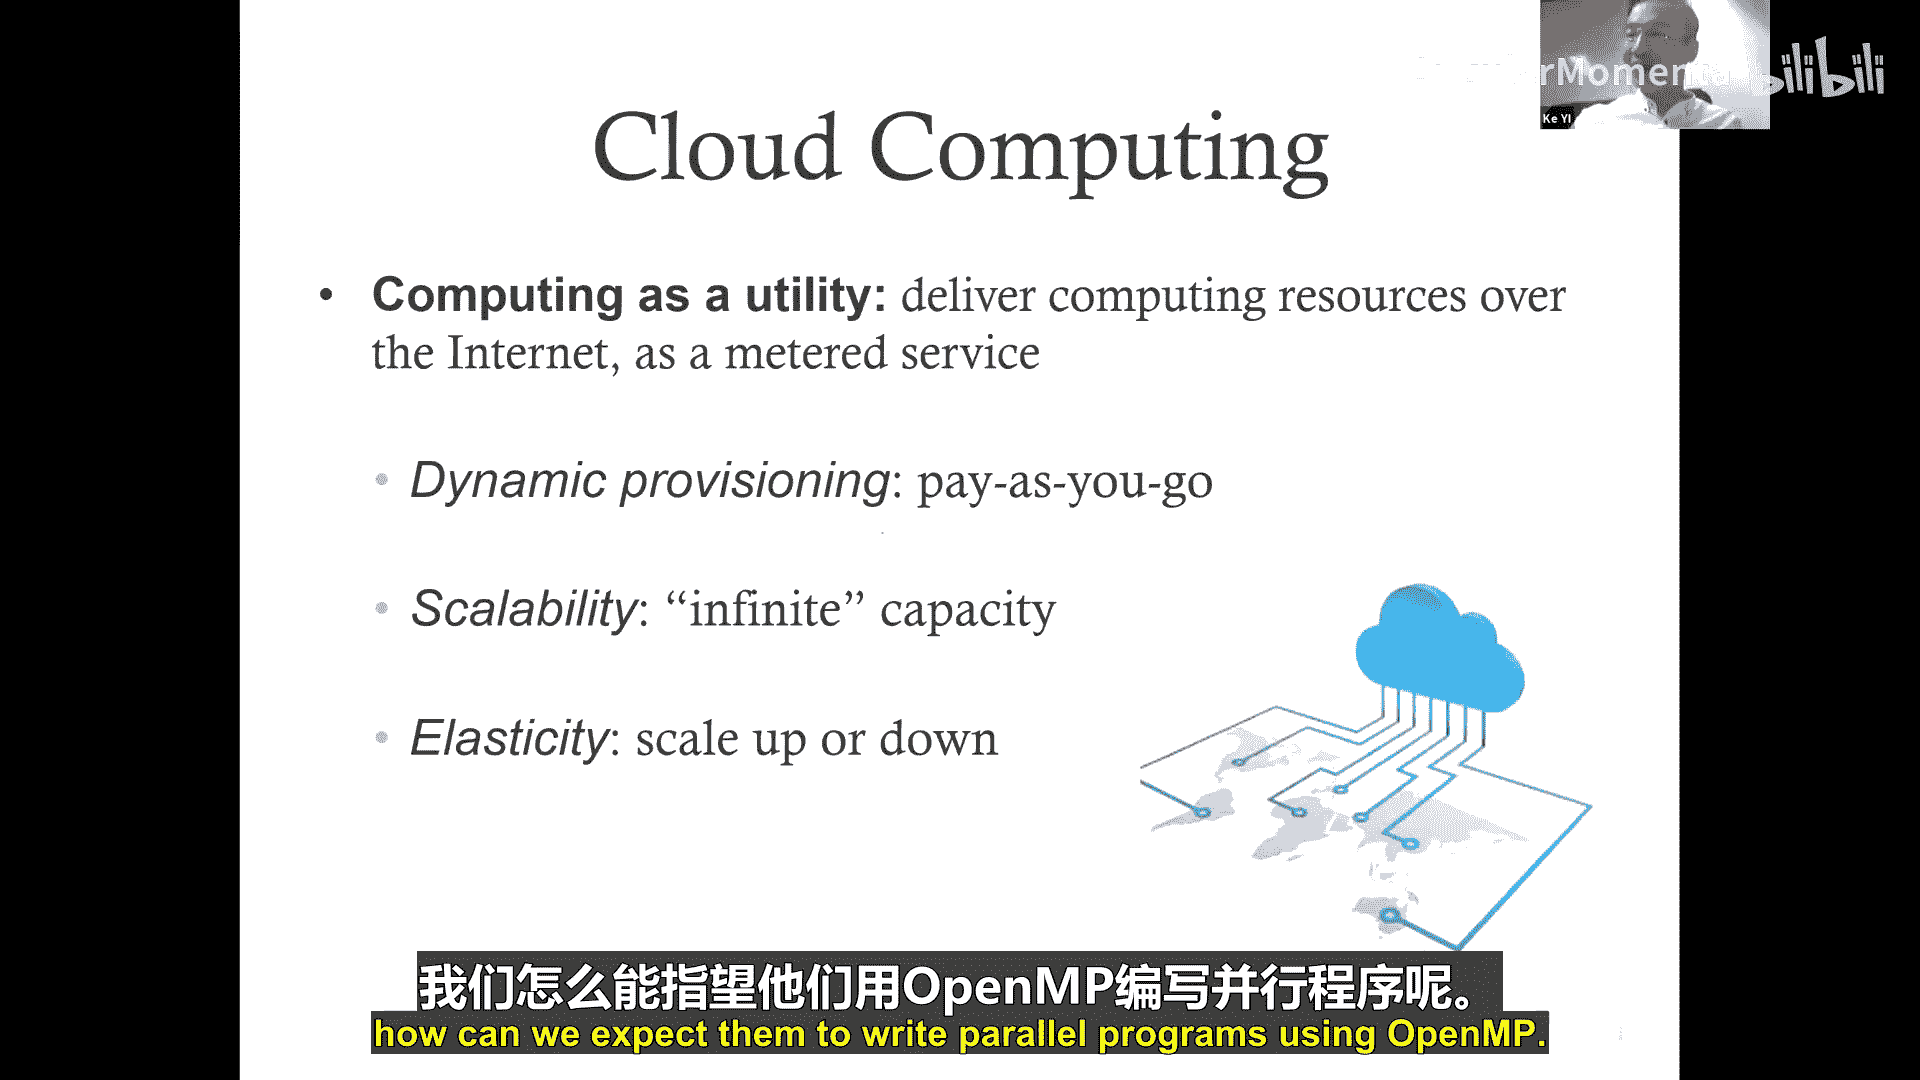 bilibili
Ke YI
Cloud Computing
• Computing as a utility: deliver computing resources over
the Internet, as a metered service
• Dynamic provisioning: pay-as-you-go
• Scalability: “infinite” capacity
• Elasticity: scale up or down
我们怎么能指望他们用OpenMP编写并行程序呢。
how can we expect them to write parallel programs using OpenMP.